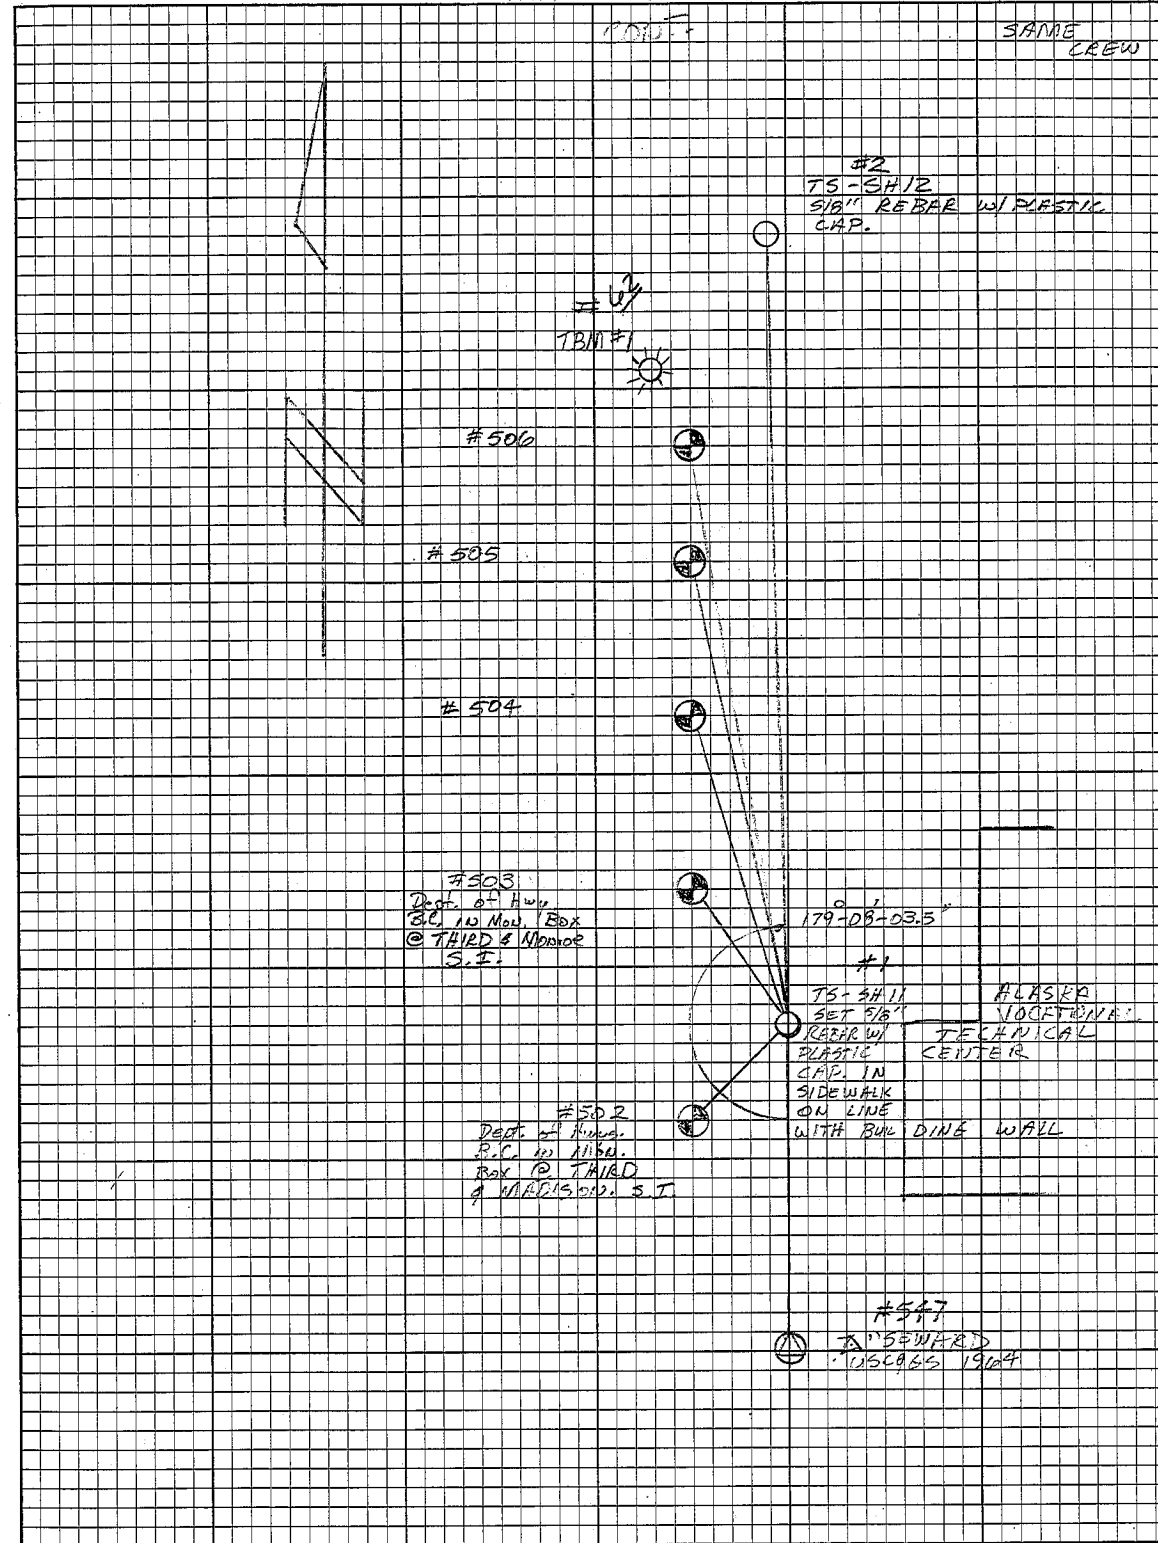 CONT.
SAME
CREW
#2
TS-SH12
5/8" REBAR W/ PLASTIC
CAP.
#62
TBM #1
#506
#505
#504
#503
Dept. of Hwy
B.C. IN MON. BOX
@ THIRD & MONROE
S.I.
179°-08'-03.5"
#1
TS-SH11
SET 5/8"
REBAR W/
PLASTIC
CAP. IN
SIDEWALK
ON LINE
WITH BUILDING WALL
ALASKA
VOCATIONAL
TECHNICAL
CENTER
#502
Dept. of Hwys.
B.C. IN MON.
BOX @ THIRD
& MADISON. S.I.
#547
"SEWARD
USC&GS 1964
N